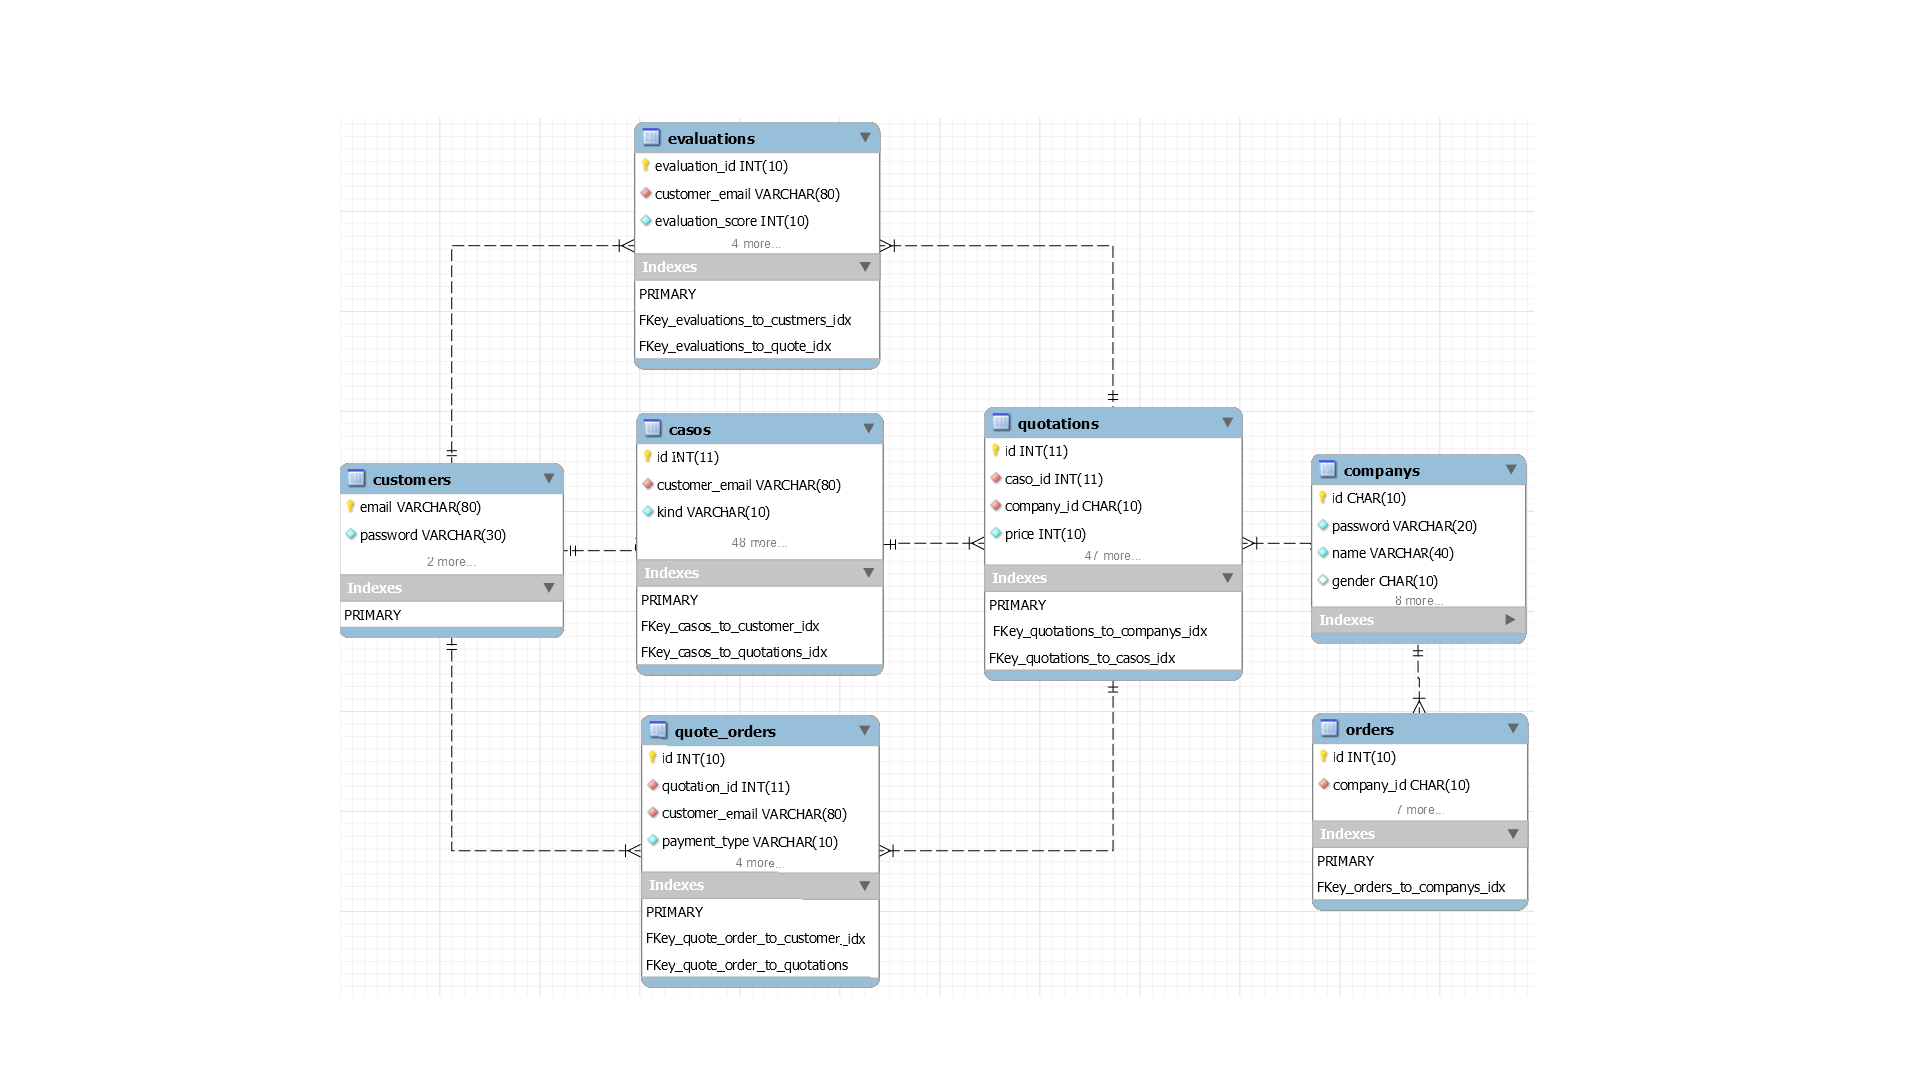 evaluations
evaluation_id INT(10)
customer_email VARCHAR(80)
evaluation_score INT(10)
4 more...
Indexes
PRIMARY
FKey_evaluations_to_custmers_idx
FKey_evaluations_to_quote_idx
customers
email VARCHAR(80)
password VARCHAR(30)
2 more...
Indexes
PRIMARY
casos
id INT(11)
customer_email VARCHAR(80)
kind VARCHAR(10)
48 more...
Indexes
PRIMARY
FKey_casos_to_customer_idx
FKey_casos_to_quotations_idx
quotations
id INT(11)
caso_id INT(11)
company_id CHAR(10)
price INT(10)
47 more...
Indexes
PRIMARY
FKey_quotations_to_companys_idx
FKey_quotations_to_casos_idx
companys
id CHAR(10)
password VARCHAR(20)
name VARCHAR(40)
gender CHAR(10)
8 more...
Indexes
quote_orders
id INT(10)
quotation_id INT(11)
customer_email VARCHAR(80)
payment_type VARCHAR(10)
4 more...
Indexes
PRIMARY
FKey_quote_order_to_customer_idx
FKey_quote_order_to_quotations
orders
id INT(10)
company_id CHAR(10)
7 more...
Indexes
PRIMARY
FKey_orders_to_companys_idx